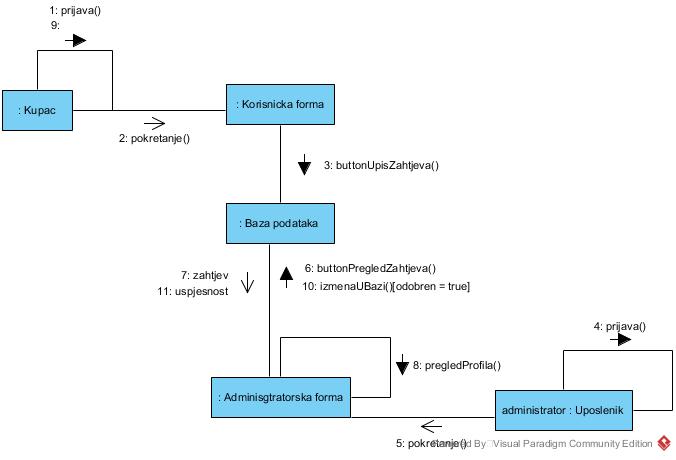 1: prijava()
9:
: Kupac
: Korisnicka forma
2: pokretanje()
3: buttonUpisZahtjeva()
: Baza podataka
7: zahtjev
11: uspjesnost
6: buttonPregledZahtjeva()
10: izmenaUBazi()[odobren = true]
4: prijava()
8: pregledProfila()
: Adminisgtratorska forma
administrator : Uposlenik
5: pokretanje()
Powered By Visual Paradigm Community Edition